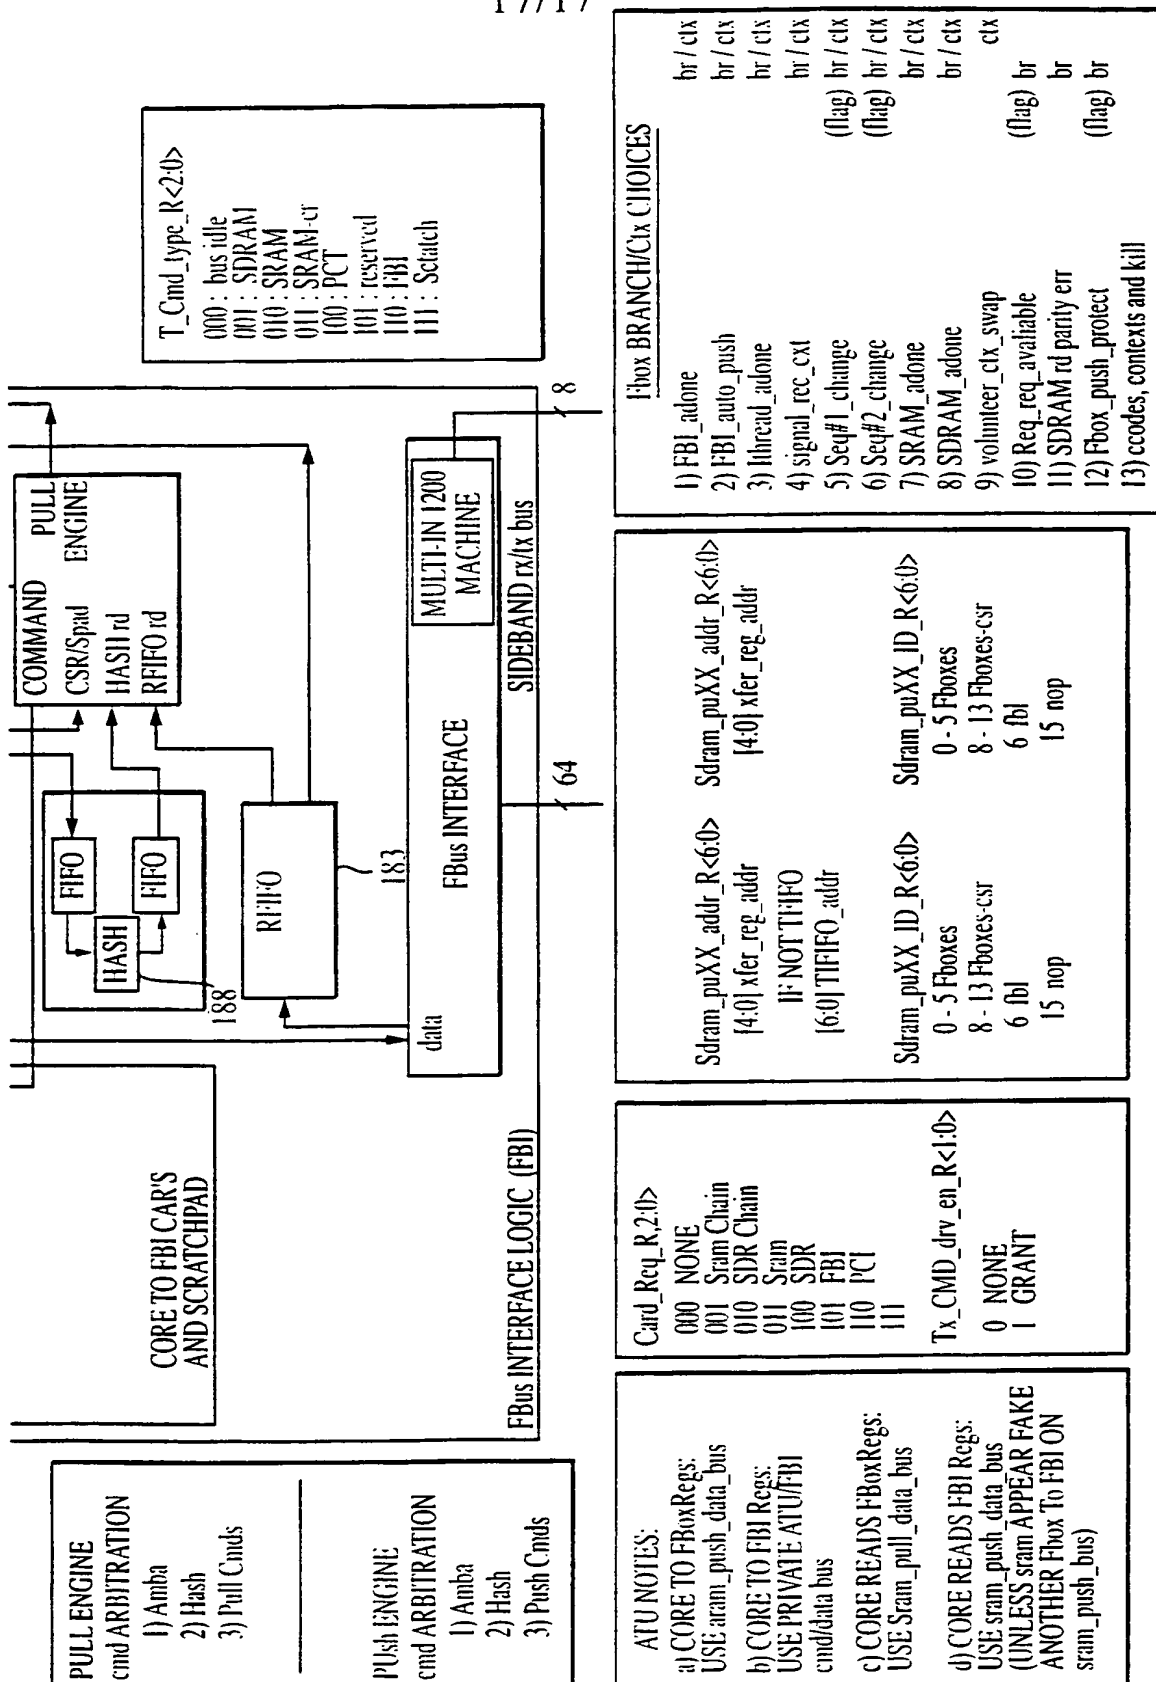 17/17
PULL ENGINE
cmd ARBITRATION
1) Amba
2) Hash
3) Pull Cmds
PUsh ENGINE
cmd ARBITRATION
1) Amba
2) Hash
3) Push Cmds
CORE TO FBI CAR'S
AND SCRATCHPAD
FBus INTERFACE LOGIC (FBI)
FIFO
HASH
FIFO
188
RFIFO
183
COMMAND
PULL
ENGINE
CSR/Spad
HASH rd
RFIFO rd
data
FBus INTERFACE
MULTI-IN 1200
MACHINE
SIDEBAND rx/tx bus
8
64
T_Cmd_type_R<2:0>
000 : bus idle
001 : SDRAM
010 : SRAM
011 : SRAM-cr
100 : PCT
101 : reserved
110 : FBI
111 : Sctatch
ATU NOTES:
a) CORE TO FBoxRegs:
USE aram_push_data_bus
b) CORE TO FBI Regs:
USE PRIVATE ATU/FBI
cmd/data bus
c) CORE READS FBoxRegs:
USE Sram_pull_data_bus
d) CORE READS FBI Regs:
USE sram_push_data_bus
(UNLESS sram APPEAR FAKE
ANOTHER Fbox To FBI ON
sram_push_bus)
Card_Req_R,2:0>
000 NONE
001 Sram Chain
010 SDR Chain
011 Sram
100 SDR
101 FBI
110 PCI
111
Tx_CMD_drv_en_R<1:0>
0 NONE
1 GRANT
Sdram_puXX_addr_R<6:0>
[4:0] xfer_reg_addr
IF NOT TFIFO
[6:0] TIFIFO_addr
Sdram_puXX_ID_R<6:0>
0 - 5 Fboxes
8 - 13 Fboxes-csr
6 fbI
15 nop
Sdram_puXX_addr_R<6:0>
[4:0] xfer_reg_addr
Sdram_puXX_ID_R<6:0>
0 - 5 Fboxes
8 - 13 Fboxes-csr
6 fbI
15 nop
Fbox BRANCH/Ctx CHOICES
1) FBI_adone br / ctx
2) FBI_auto_push br / ctx
3) Ithread_adone br / ctx
4) signal_rec_cxt br / ctx
5) Seq#1_change (flag) br / ctx
6) Seq#2_change (flag) br / ctx
7) SRAM_adone br / ctx
8) SDRAM_adone br / ctx
9) volunteer_ctx_swap ctx
10) Req_req_avaliable (flag) br
11) SDRAM rd parity err br
12) Fbox_push_protect (flag) br
13) ccodes, contexts and kill